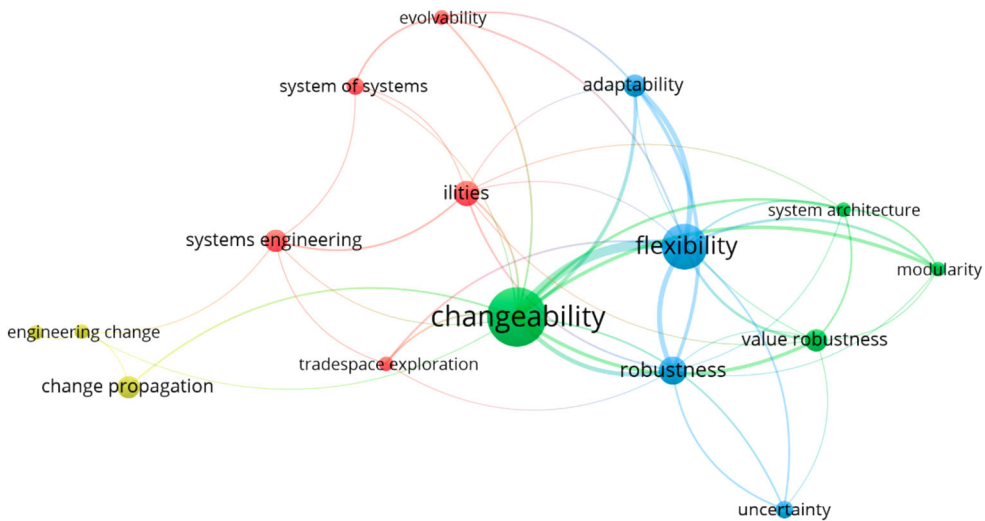 evolvability
system of systems
adaptability
ilities
system architecture
systems engineering
flexibility
modularity
changeability
engineering change
value robustness
tradespace exploration
robustness
change propagation
uncertainty